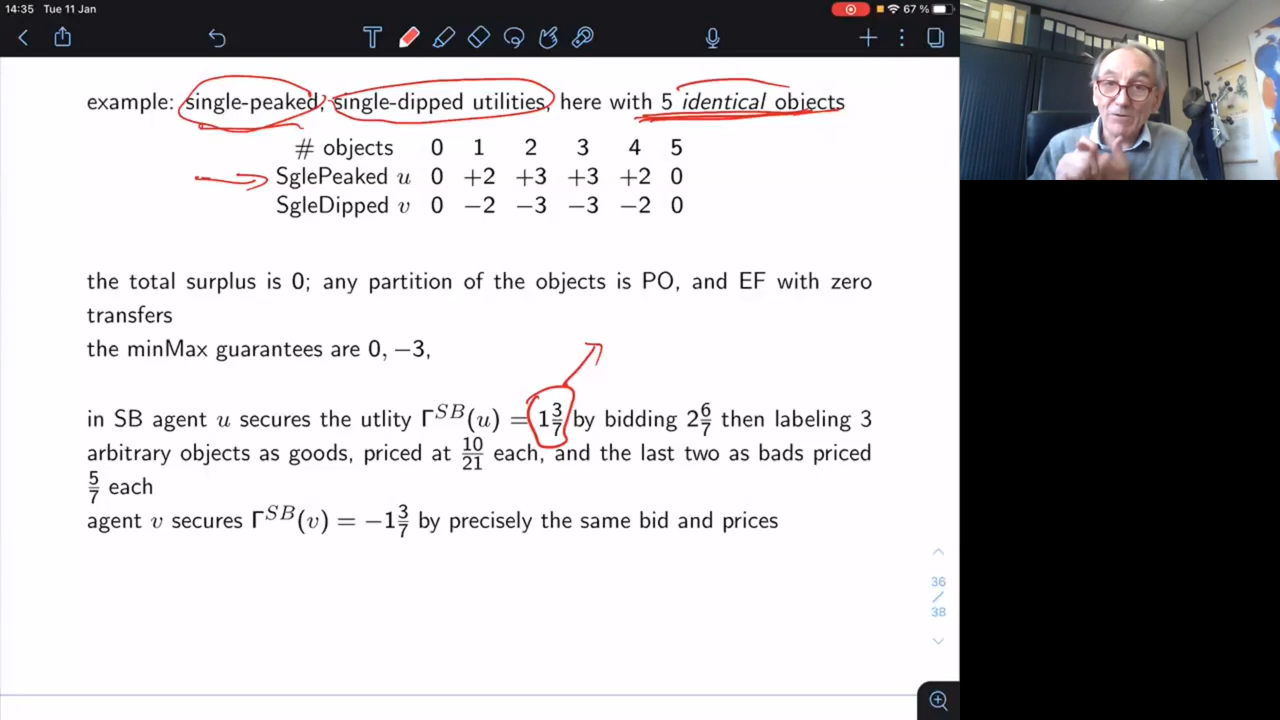 14:35 Tue 11 Jan
67 %
T
example: single-peaked, single-dipped utilities, here with 5 identical objects
# objects 0 1 2 3 4 5
SglePeaked u 0 +2 +3 +3 +2 0
SgleDipped v 0 −2 −3 −3 −2 0
the total surplus is 0; any partition of the objects is PO, and EF with zero
transfers
the minMax guarantees are 0, −3,
in SB agent u secures the utlity Γ^{SB}(u) = 1 3/7 by bidding 2 6/7 then labeling 3
arbitrary objects as goods, priced at 10/21 each, and the last two as bads priced
5/7 each
agent v secures Γ^{SB}(v) = −1 3/7 by precisely the same bid and prices
36
/
38